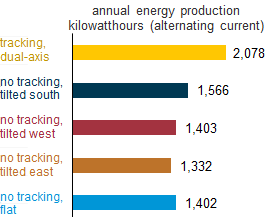 annual energy production
kilowatthours (alternating current)
tracking,
dual-axis
2,078
no tracking,
tilted south
1,566
no tracking,
tilted west
1,403
no tracking,
tilted east
1,332
no tracking,
flat
1,402